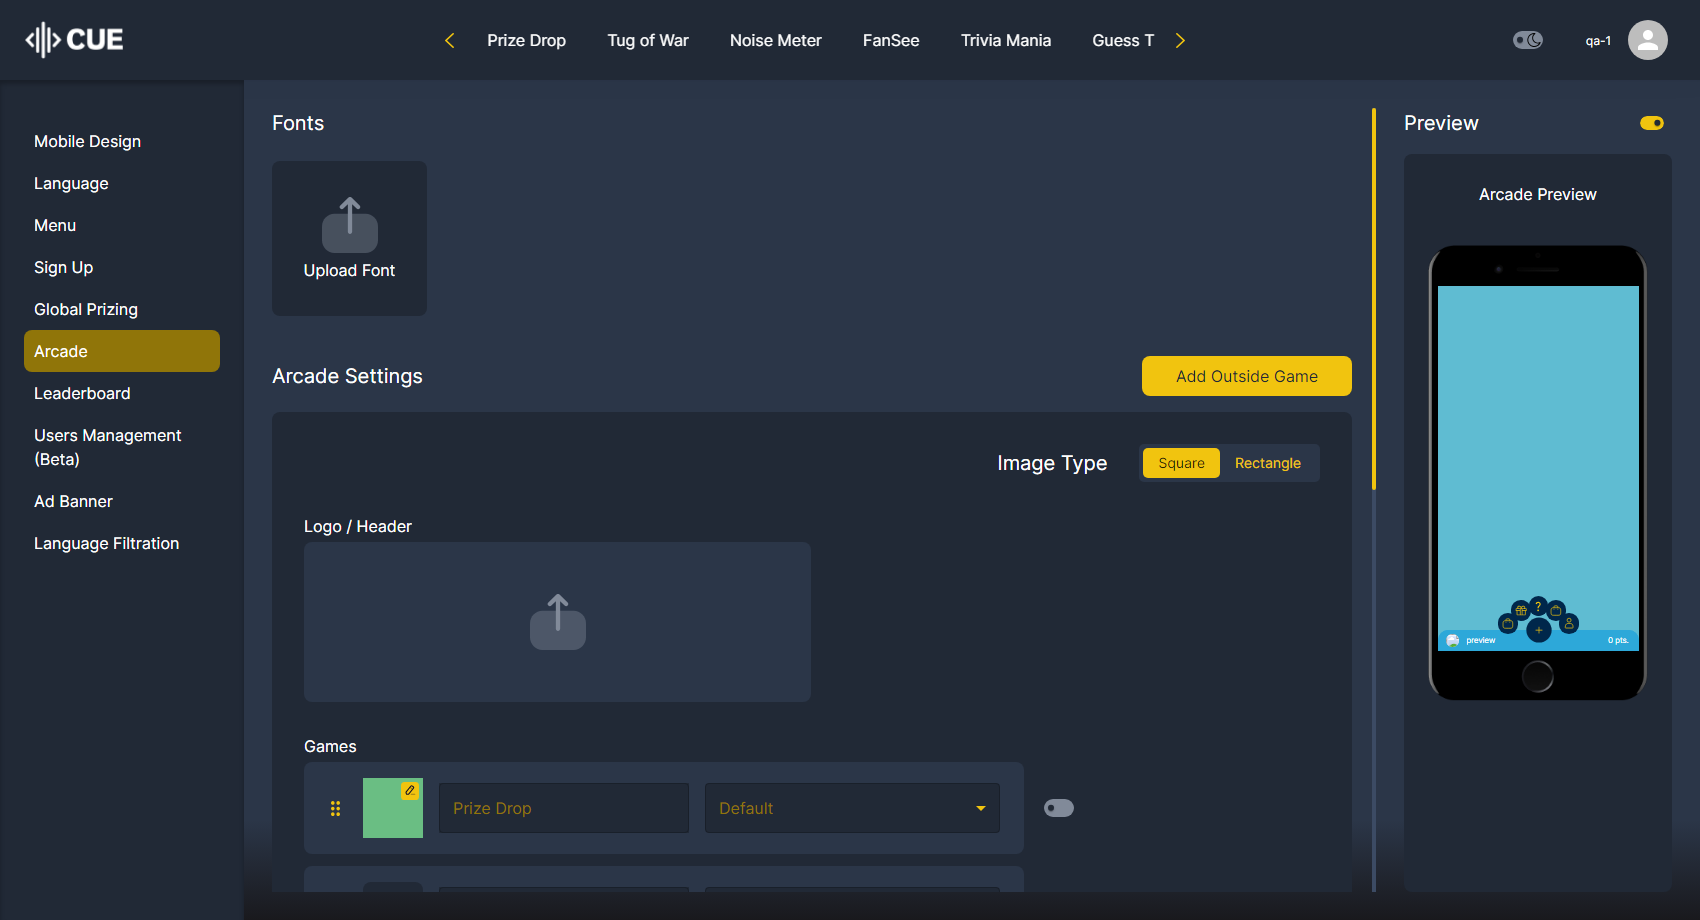 CUE
Prize Drop
Tug of War
Noise Meter
FanSee
Trivia Mania
Guess T
qa-1
Mobile Design
Language
Menu
Sign Up
Global Prizing
Arcade
Leaderboard
Users Management
(Beta)
Ad Banner
Language Filtration
Fonts
Upload Font
Arcade Settings
Add Outside Game
Image Type
Square
Rectangle
Logo / Header
Games
Prize Drop
Default
Preview
Arcade Preview
?
+
preview
0 pts.